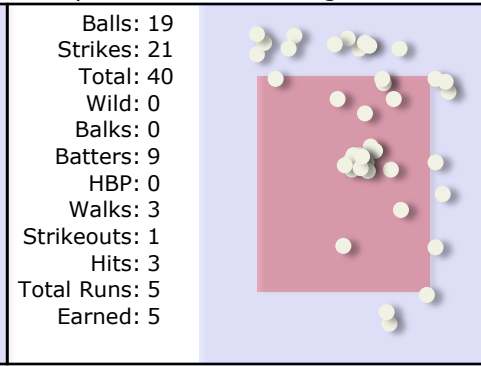 Balls: 19
Strikes: 21
Total: 40
Wild: 0
Balks: 0
Batters: 9
HBP: 0
Walks: 3
Strikeouts: 1
Hits: 3
Total Runs: 5
Earned: 5